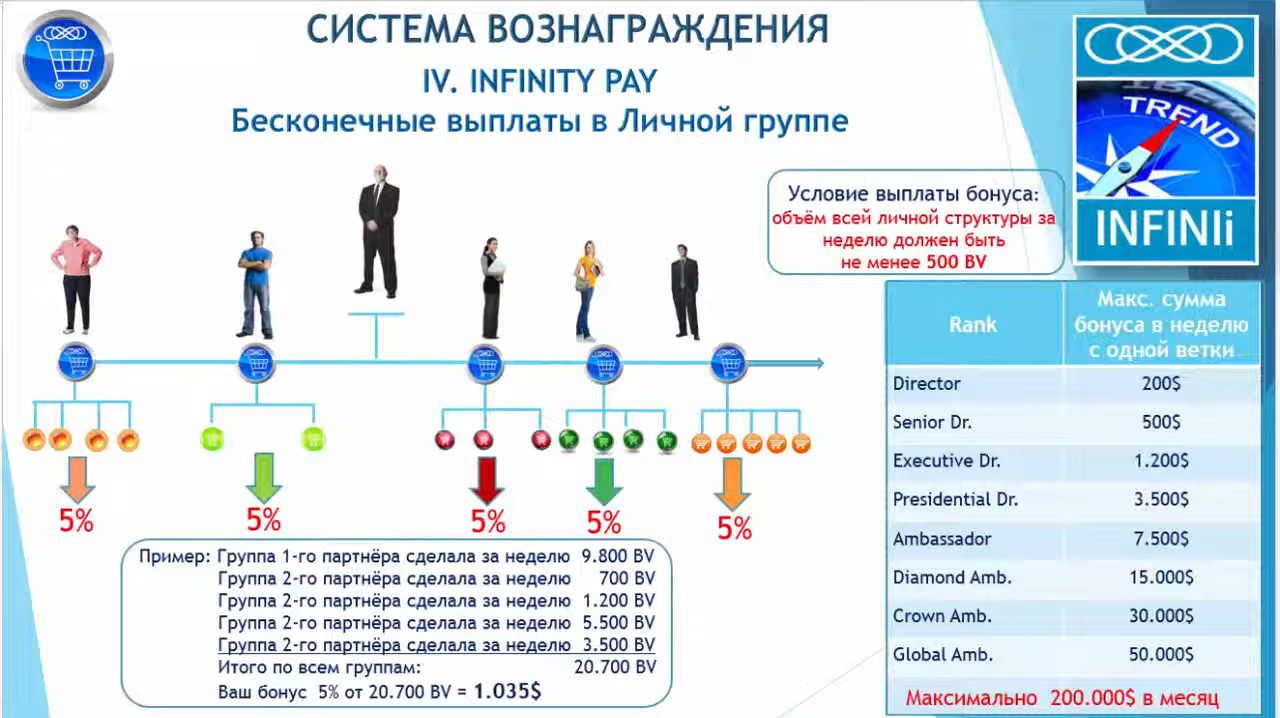 СИСТЕМА ВОЗНАГРАЖДЕНИЯ
IV. INFINITY PAY
Бесконечные выплаты в Личной группе
TREND
INFINIi
Условие выплаты бонуса:
объём всей личной структуры за
неделю должен быть
не менее 500 BV
5%
5%
5%
5%
5%
Пример: Группа 1-го партнёра сделала за неделю 9.800 BV
Группа 2-го партнёра сделала за неделю 700 BV
Группа 2-го партнёра сделала за неделю 1.200 BV
Группа 2-го партнёра сделала за неделю 5.500 BV
Группа 2-го партнёра сделала за неделю 3.500 BV
Итого по всем группам: 20.700 BV
Ваш бонус 5% от 20.700 BV = 1.035$
Rank
Макс. сумма
бонуса в неделю
с одной ветки
Director 200$
Senior Dr. 500$
Executive Dr. 1.200$
Presidential Dr. 3.500$
Ambassador 7.500$
Diamond Amb. 15.000$
Crown Amb. 30.000$
Global Amb. 50.000$
Максимально 200.000$ в месяц